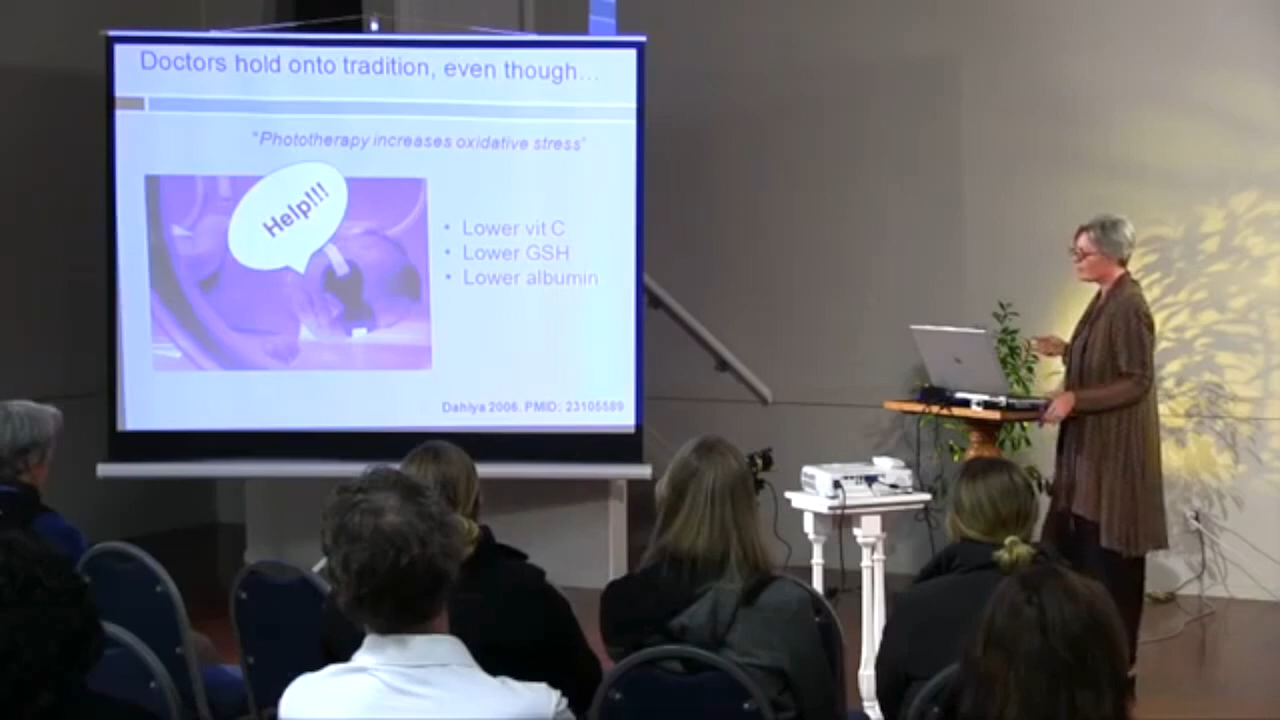 Doctors hold onto tradition, even though…
"Phototherapy increases oxidative stress"
Help!!!
• Lower vit C
• Lower GSH
• Lower albumin
Dahiya 2006. PMID: 23105589